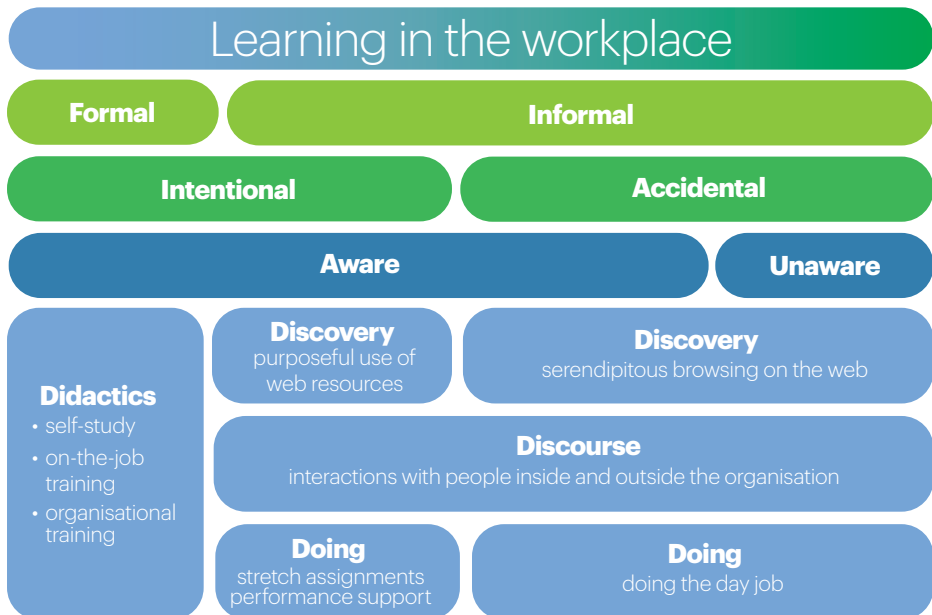 Learning in the workplace
Formal
Informal
Intentional
Accidental
Aware
Unaware
Didactics
• self-study
• on-the-job
training
• organisational
training
Discovery
purposeful use of
web resources
Discovery
serendipitous browsing on the web
Discourse
interactions with people inside and outside the organisation
Doing
stretch assignments
performance support
Doing
doing the day job